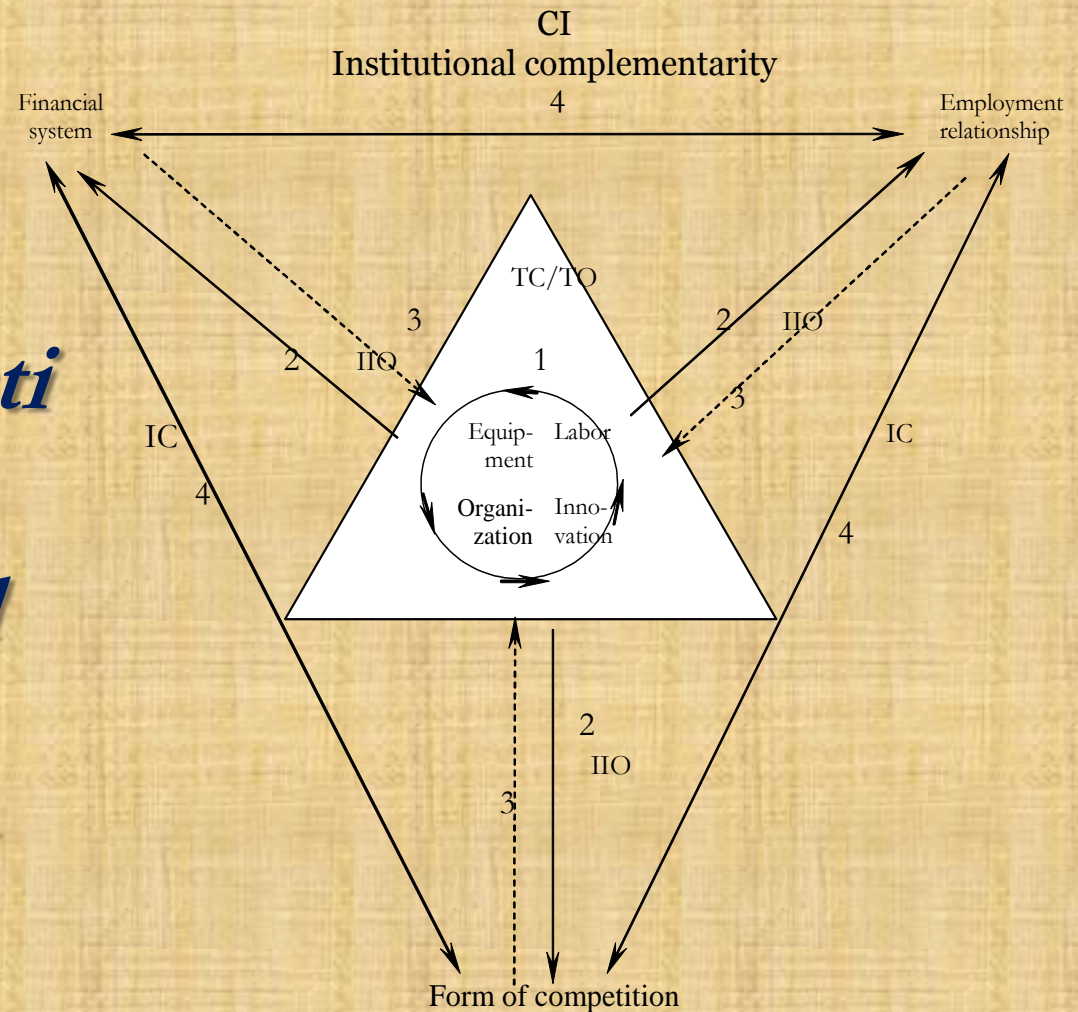 CI
Institutional complementarity
4
Financial
system
Employment
relationship
TC/TO
3
2
IIO
2
IIO
ti
1
3
Equip-
ment
Labor
IC
IC
4
Organi-
zation
Inno-
vation
4
2
IIO
3
Form of competition